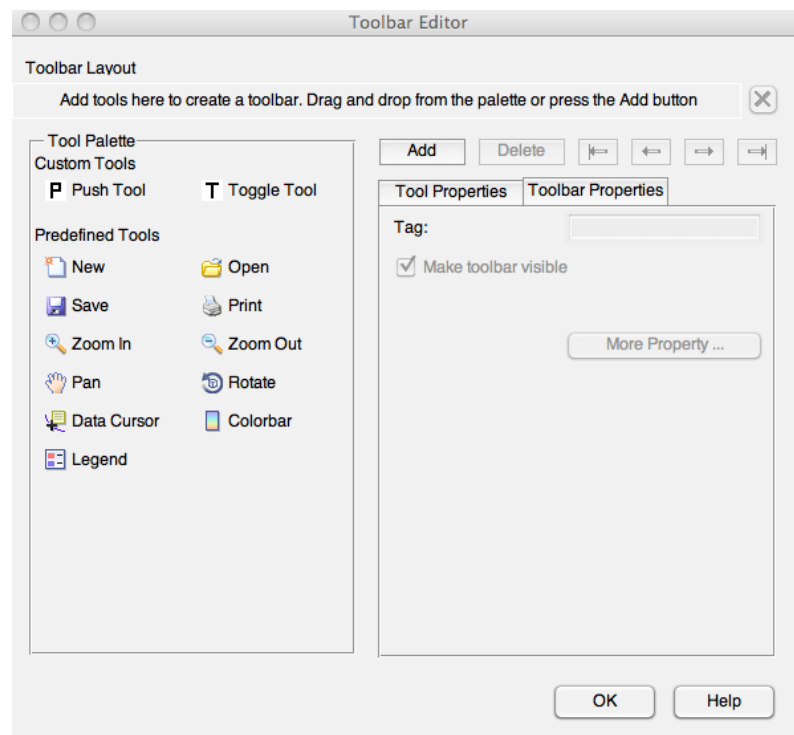 Toolbar Editor
Toolbar Layout
Add tools here to create a toolbar. Drag and drop from the palette or press the Add button
Tool Palette
Custom Tools
P Push Tool
T Toggle Tool
Predefined Tools
New
Open
Save
Print
Zoom In
Zoom Out
Pan
Rotate
Data Cursor
Colorbar
Legend
Add
Delete
Tool Properties
Toolbar Properties
Tag:
Make toolbar visible
More Property ...
OK
Help